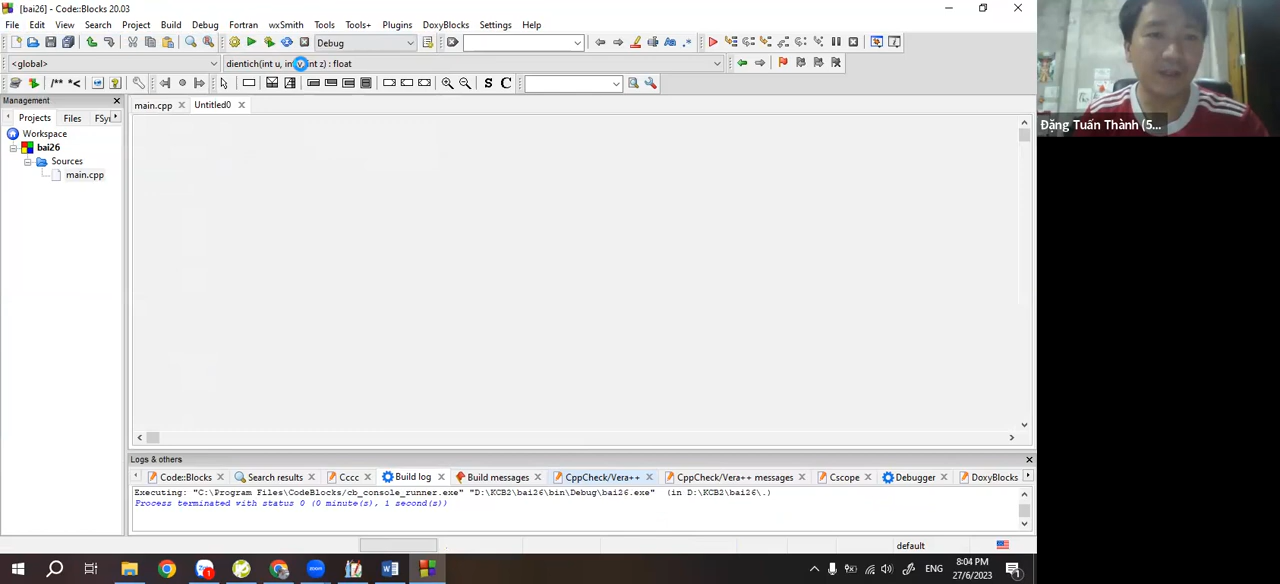 [bai26] - Code::Blocks 20.03
File Edit View Search Project Build Debug Fortran wxSmith Tools Tools+ Plugins DoxyBlocks Settings Help
Debug
<global>
dientich(int u, int v, int z) : float
/** *<
S C
Management
Projects Files FSy
Workspace
bai26
Sources
main.cpp
main.cpp Untitled0
Đặng Tuấn Thành (5...
Logs & others
Code::Blocks Search results Cccc Build log Build messages CppCheck/Vera++ CppCheck/Vera++ messages Cscope Debugger DoxyBlocks
Executing: "C:\Program Files\CodeBlocks/cb_console_runner.exe" "D:\KCB2\bai26\bin\Debug\bai26.exe" (in D:\KCB2\bai26\.)
Process terminated with status 0 (0 minute(s), 1 second(s))
default
ENG
8:04 PM
27/6/2023